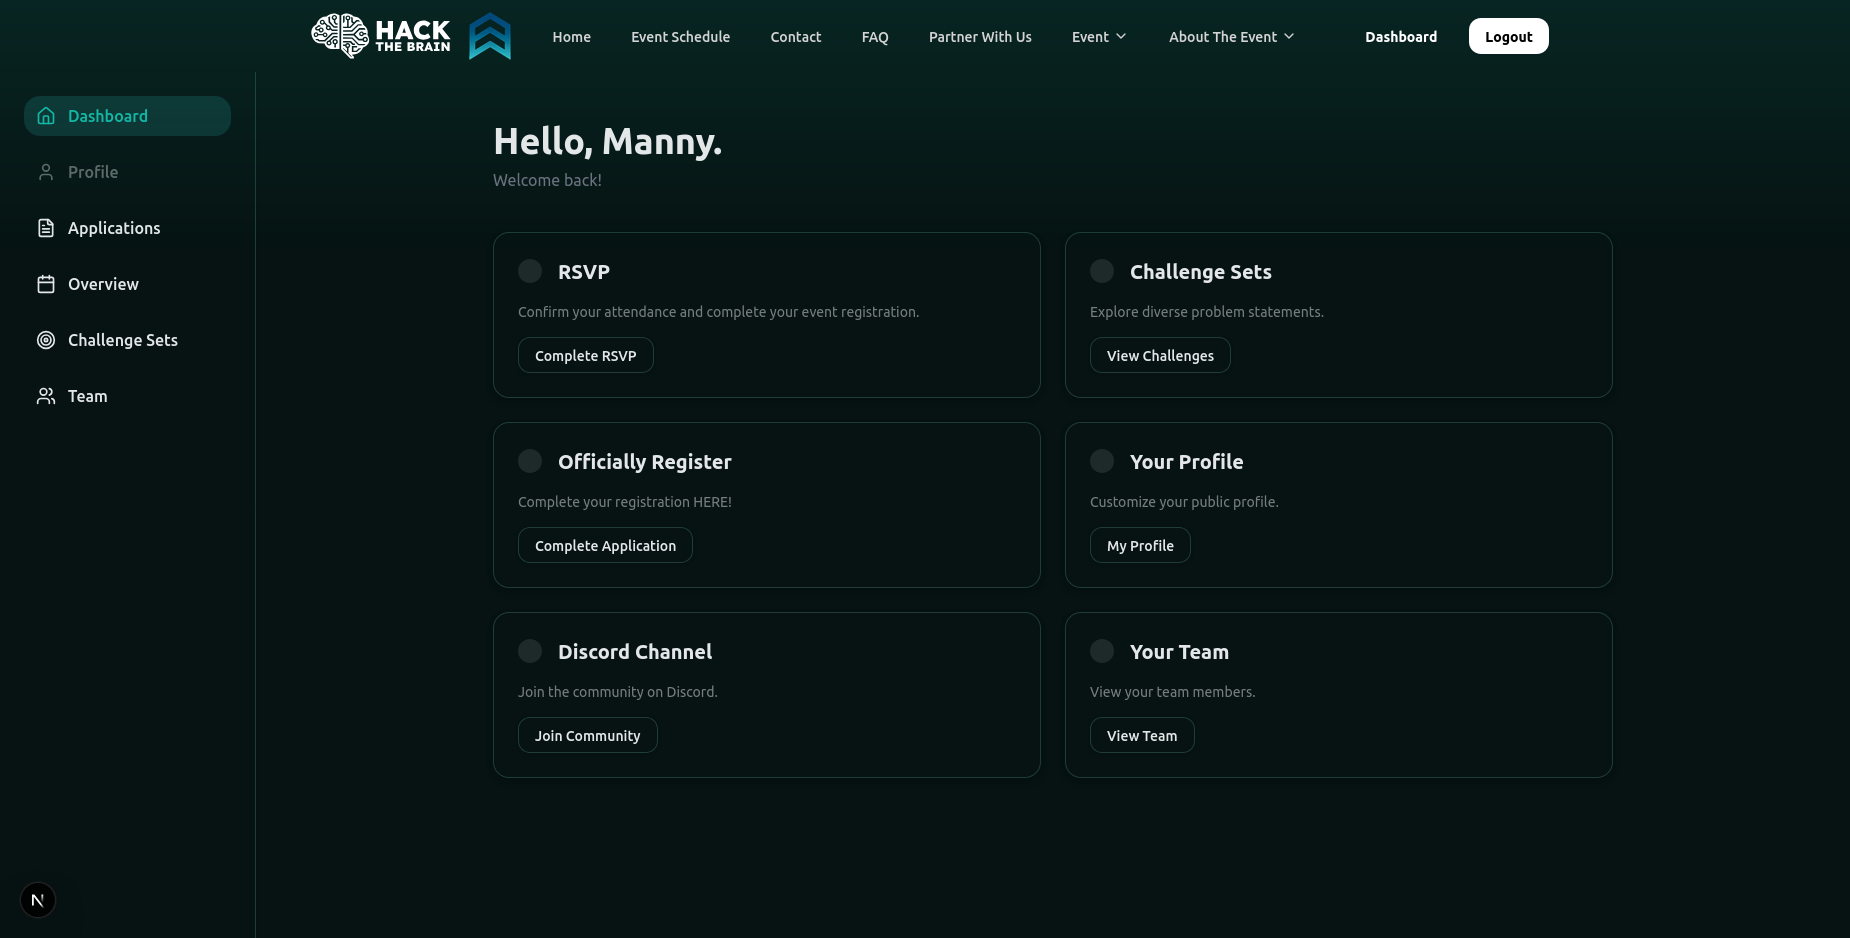 HACK
THE BRAIN
Home
Event Schedule
Contact
FAQ
Partner With Us
Event
About The Event
Dashboard
Logout
Dashboard
Profile
Applications
Overview
Challenge Sets
Team
Hello, Manny.
Welcome back!
RSVP
Confirm your attendance and complete your event registration.
Complete RSVP
Challenge Sets
Explore diverse problem statements.
View Challenges
Officially Register
Complete your registration HERE!
Complete Application
Your Profile
Customize your public profile.
My Profile
Discord Channel
Join the community on Discord.
Join Community
Your Team
View your team members.
View Team
N